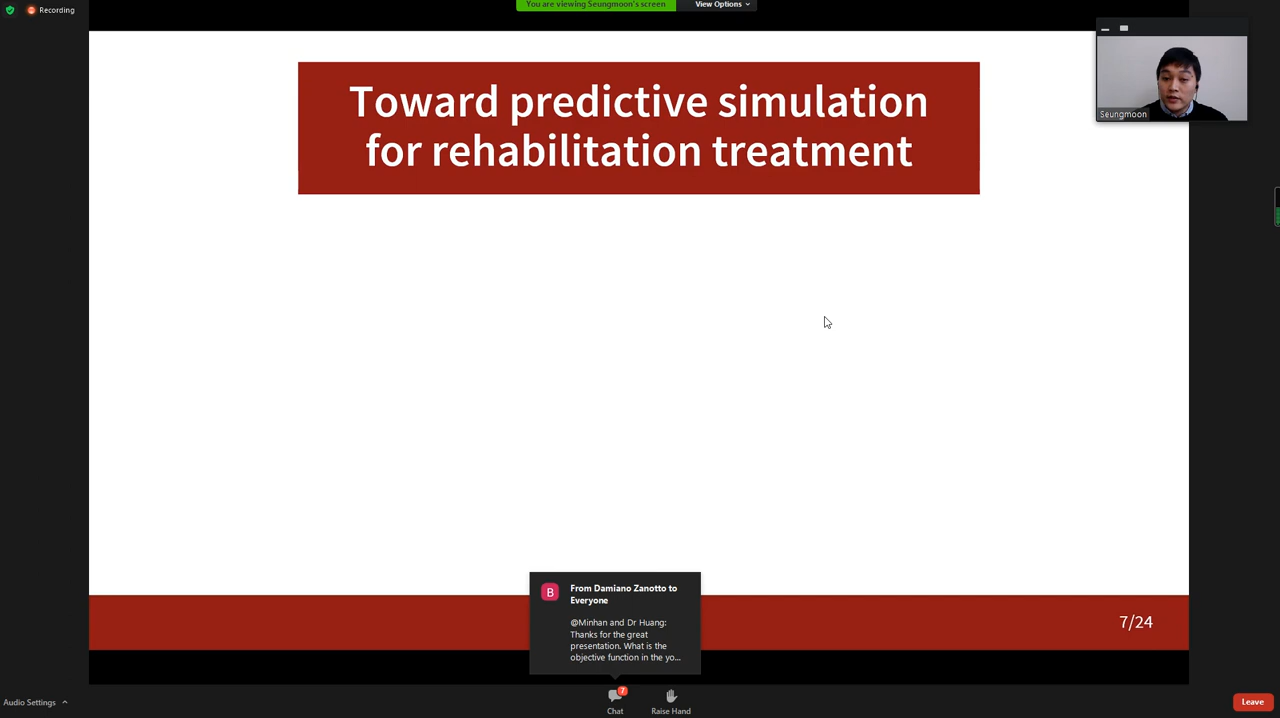 Recording
You are viewing Seungmoon's screen
View Options
Toward predictive simulation
for rehabilitation treatment
Seungmoon
B
From Damiano Zanotto to
Everyone
@Minhan and Dr Huang:
Thanks for the great
presentation. What is the
objective function in the yo...
7/24
Audio Settings
7
Chat
Raise Hand
Leave